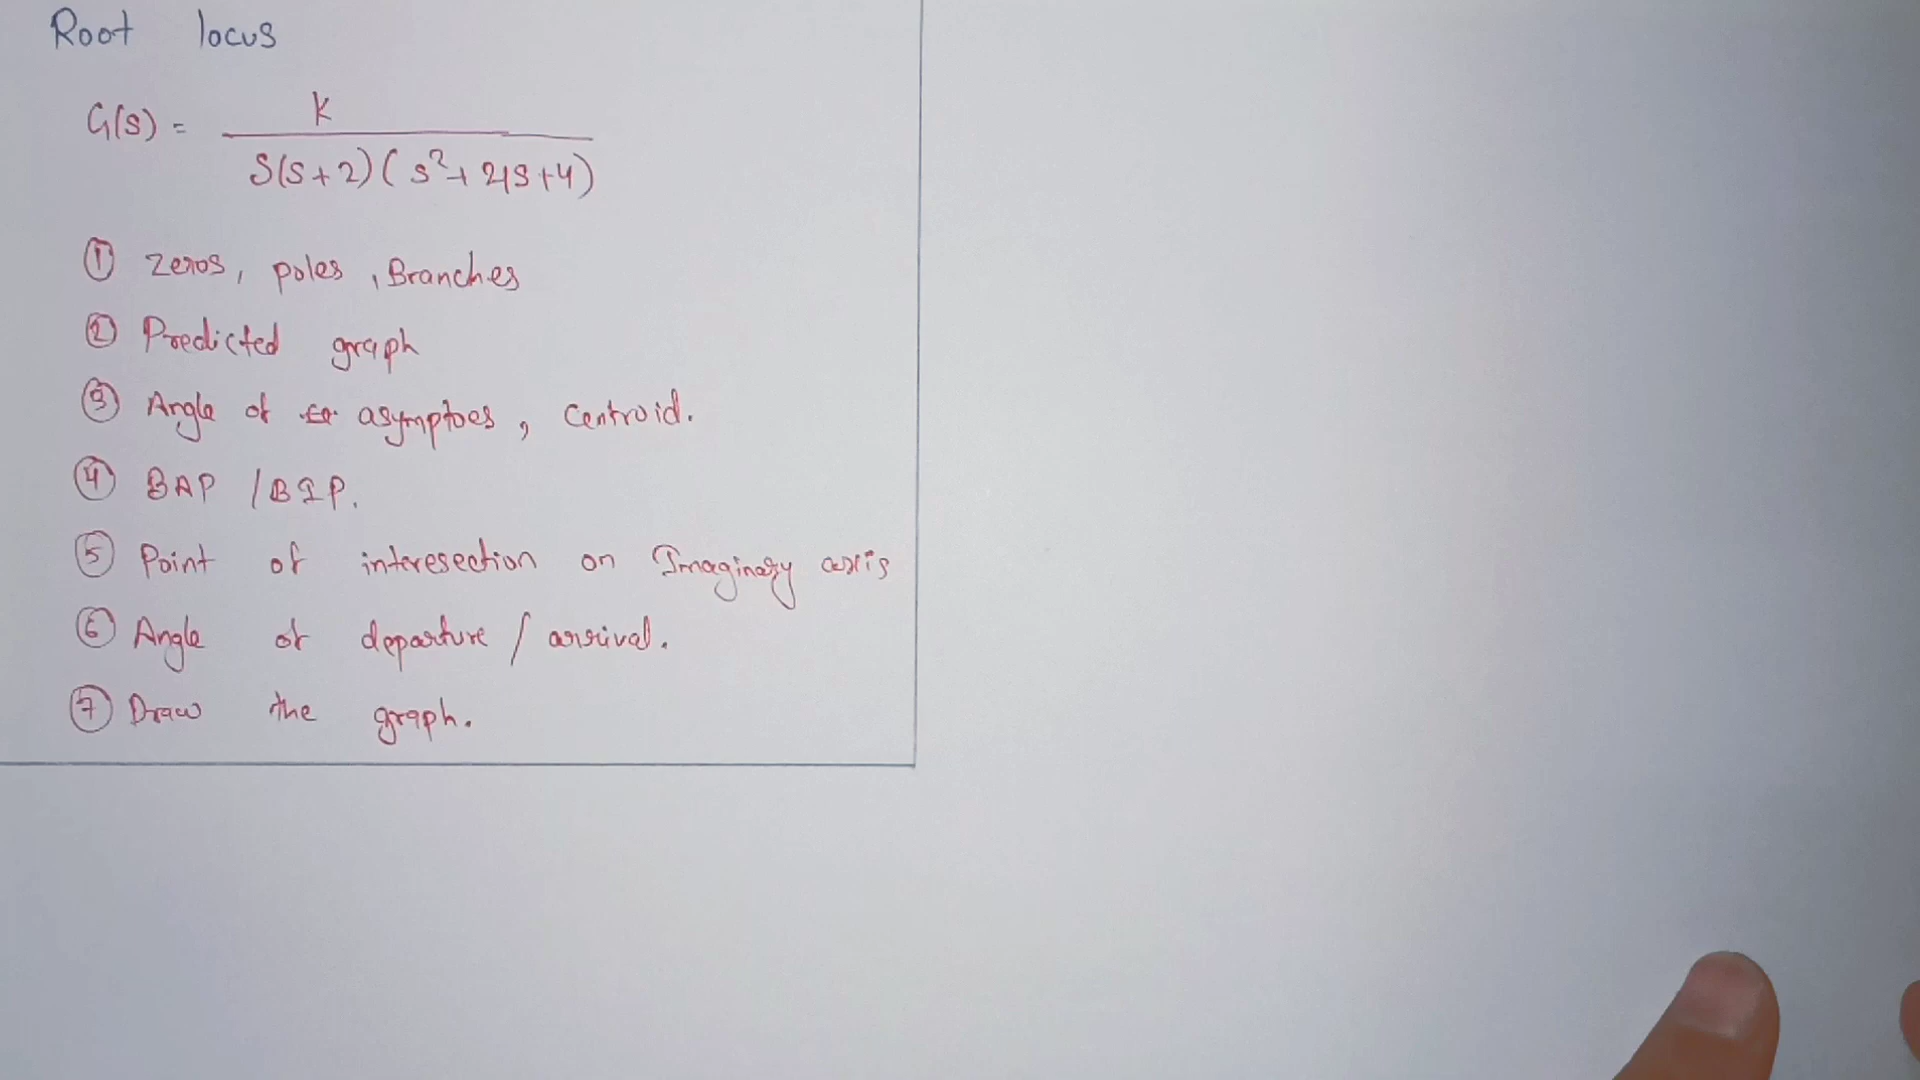 Root locus
G(s) = K
S(S+2)(s²+2s+4)
① Zeros, poles, Branches
② Predicted graph
③ Angle of asymptoes, Centroid.
④ BAP /BIP.
⑤ Point of interesection on Imaginary axis
⑥ Angle of departure / arrival.
⑦ Draw the graph.